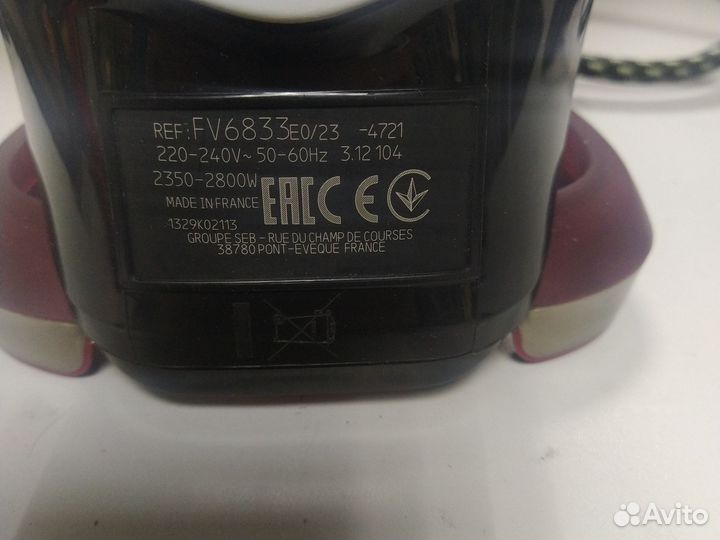 REF: FV6833E0/23 -4721
220-240V~ 50-60Hz 3.12 104
2350-2800W
MADE IN FRANCE
1329K02113
EAC CE
GROUPE SEB - RUE DU CHAMP DE COURSES
38780 PONT-EVEQUE FRANCE
Avito